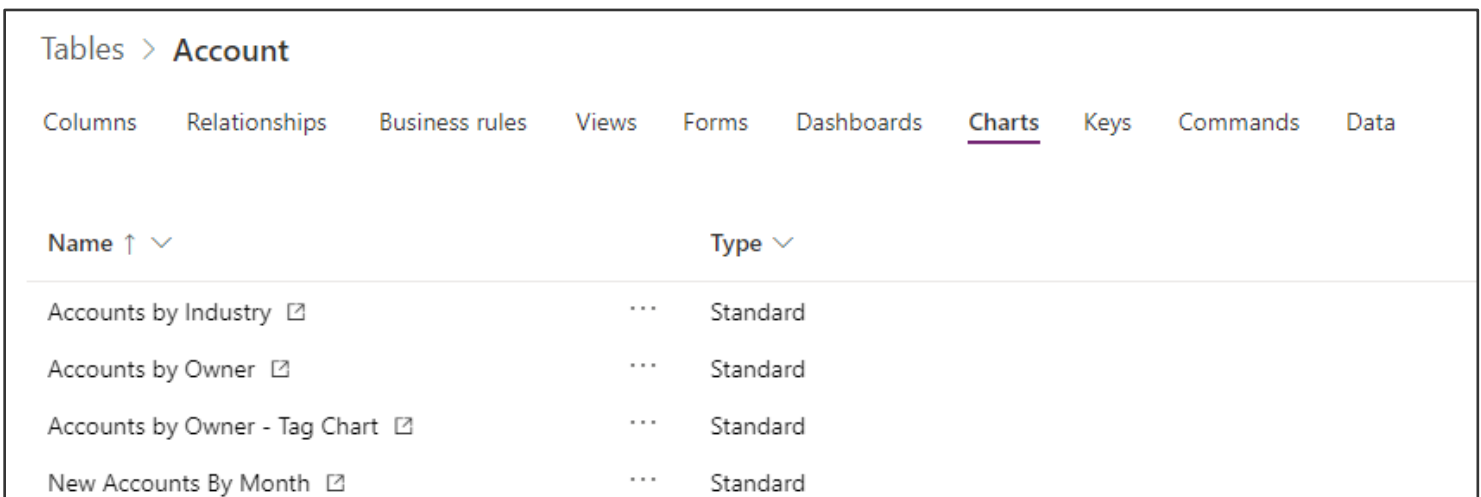 Tables > Account
Columns Relationships Business rules Views Forms Dashboards Charts Keys Commands Data
Name ↑ Type
Accounts by Industry ··· Standard
Accounts by Owner ··· Standard
Accounts by Owner - Tag Chart ··· Standard
New Accounts By Month ··· Standard